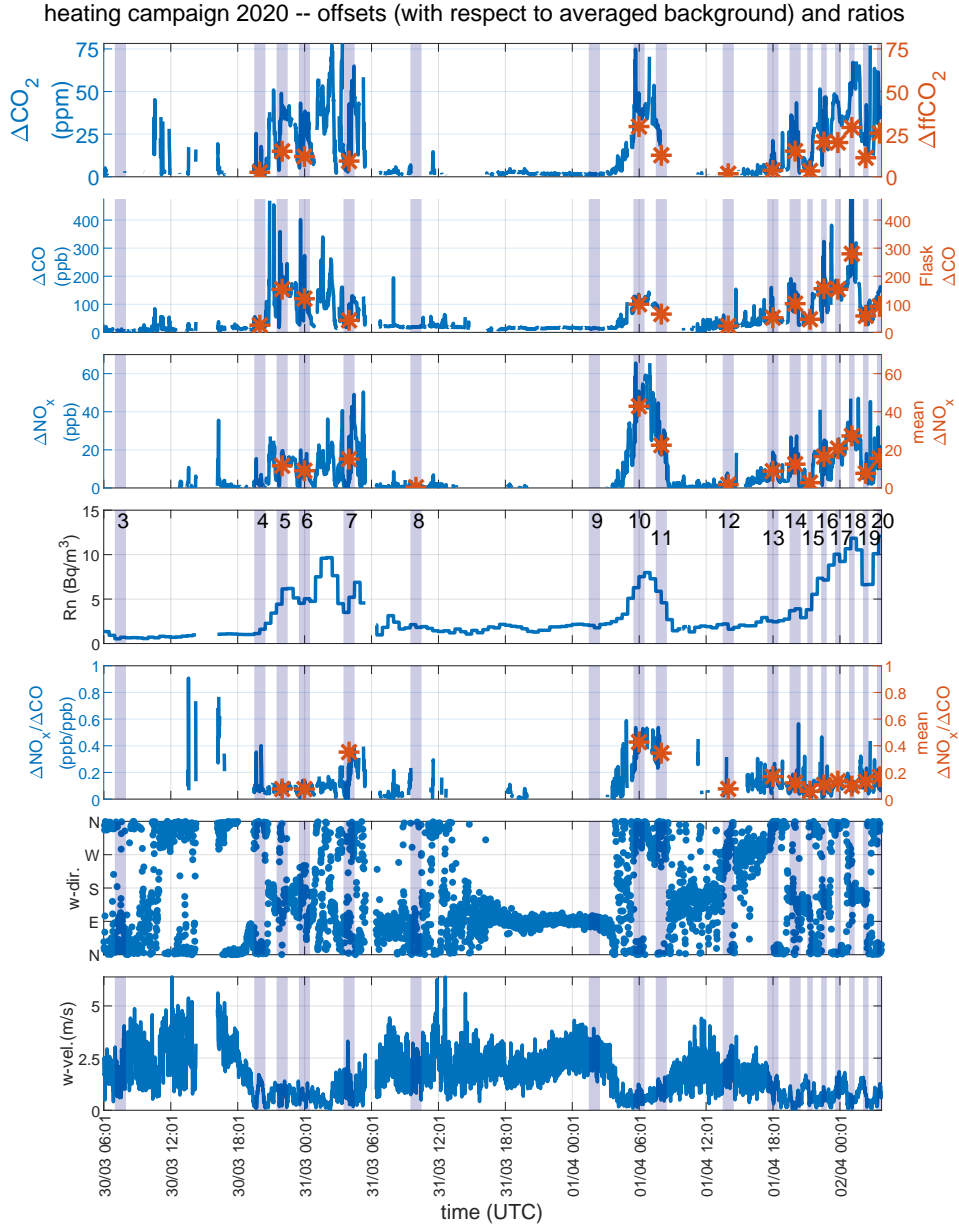 heating campaign 2020 -- offsets (with respect to averaged background) and ratios
ΔCO₂
(ppm)
75
50
25
0
75
50
25
0
ΔffCO₂
ΔCO
(ppb)
400
300
200
100
0
400
300
200
100
0
Flask
ΔCO
ΔNOₓ
(ppb)
60
40
20
0
60
40
20
0
mean
ΔNOₓ
Rn (Bq/m³)
15
10
5
0
3 4 5 6 7 8 9 10 12 14 16 18 20
11 13 15 17 19
ΔNOₓ/ΔCO
(ppb/ppb)
1
0.8
0.6
0.4
0.2
0
1
0.8
0.6
0.4
0.2
0
mean
ΔNOₓ/ΔCO
w-dir.
N
W
S
E
N
w-vel.(m/s)
5
2.5
0
30/03 06:01
30/03 12:01
30/03 18:01
31/03 00:01
31/03 06:01
31/03 12:01
31/03 18:01
01/04 00:01
01/04 06:01
01/04 12:01
01/04 18:01
02/04 00:01
time (UTC)